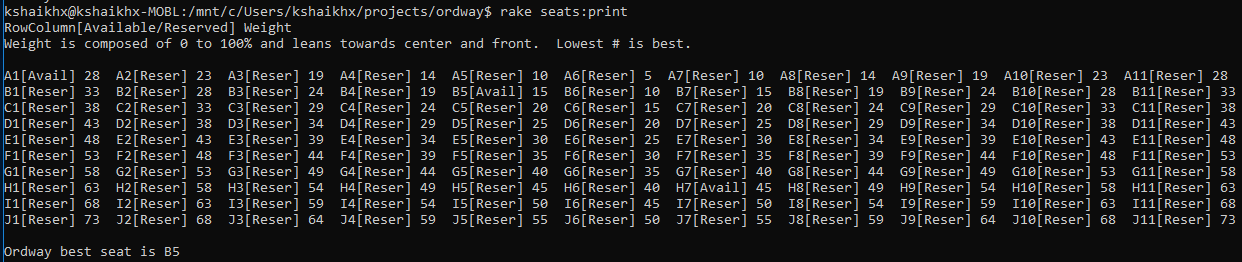 kshaikhx@kshaikhx-MOBL:/mnt/c/Users/kshaikhx/projects/ordway$ rake seats:print
RowColumn[Available/Reserved] Weight
Weight is composed of 0 to 100% and leans towards center and front.  Lowest # is best.
A1[Avail] 28  A2[Reser] 23  A3[Reser] 19  A4[Reser] 14  A5[Reser] 10  A6[Reser] 5  A7[Reser] 10  A8[Reser] 14  A9[Reser] 19  A10[Reser] 23  A11[Reser] 28
B1[Reser] 33  B2[Reser] 28  B3[Reser] 24  B4[Reser] 19  B5[Avail] 15  B6[Reser] 10  B7[Reser] 15  B8[Reser] 19  B9[Reser] 24  B10[Reser] 28  B11[Reser] 33
C1[Reser] 38  C2[Reser] 33  C3[Reser] 29  C4[Reser] 24  C5[Reser] 20  C6[Reser] 15  C7[Reser] 20  C8[Reser] 24  C9[Reser] 29  C10[Reser] 33  C11[Reser] 38
D1[Reser] 43  D2[Reser] 38  D3[Reser] 34  D4[Reser] 29  D5[Reser] 25  D6[Reser] 20  D7[Reser] 25  D8[Reser] 29  D9[Reser] 34  D10[Reser] 38  D11[Reser] 43
E1[Reser] 48  E2[Reser] 43  E3[Reser] 39  E4[Reser] 34  E5[Reser] 30  E6[Reser] 25  E7[Reser] 30  E8[Reser] 34  E9[Reser] 39  E10[Reser] 43  E11[Reser] 48
F1[Reser] 53  F2[Reser] 48  F3[Reser] 44  F4[Reser] 39  F5[Reser] 35  F6[Reser] 30  F7[Reser] 35  F8[Reser] 39  F9[Reser] 44  F10[Reser] 48  F11[Reser] 53
G1[Reser] 58  G2[Reser] 53  G3[Reser] 49  G4[Reser] 44  G5[Reser] 40  G6[Reser] 35  G7[Reser] 40  G8[Reser] 44  G9[Reser] 49  G10[Reser] 53  G11[Reser] 58
H1[Reser] 63  H2[Reser] 58  H3[Reser] 54  H4[Reser] 49  H5[Reser] 45  H6[Reser] 40  H7[Avail] 45  H8[Reser] 49  H9[Reser] 54  H10[Reser] 58  H11[Reser] 63
I1[Reser] 68  I2[Reser] 63  I3[Reser] 59  I4[Reser] 54  I5[Reser] 50  I6[Reser] 45  I7[Reser] 50  I8[Reser] 54  I9[Reser] 59  I10[Reser] 63  I11[Reser] 68
J1[Reser] 73  J2[Reser] 68  J3[Reser] 64  J4[Reser] 59  J5[Reser] 55  J6[Reser] 50  J7[Reser] 55  J8[Reser] 59  J9[Reser] 64  J10[Reser] 68  J11[Reser] 73
Ordway best seat is B5